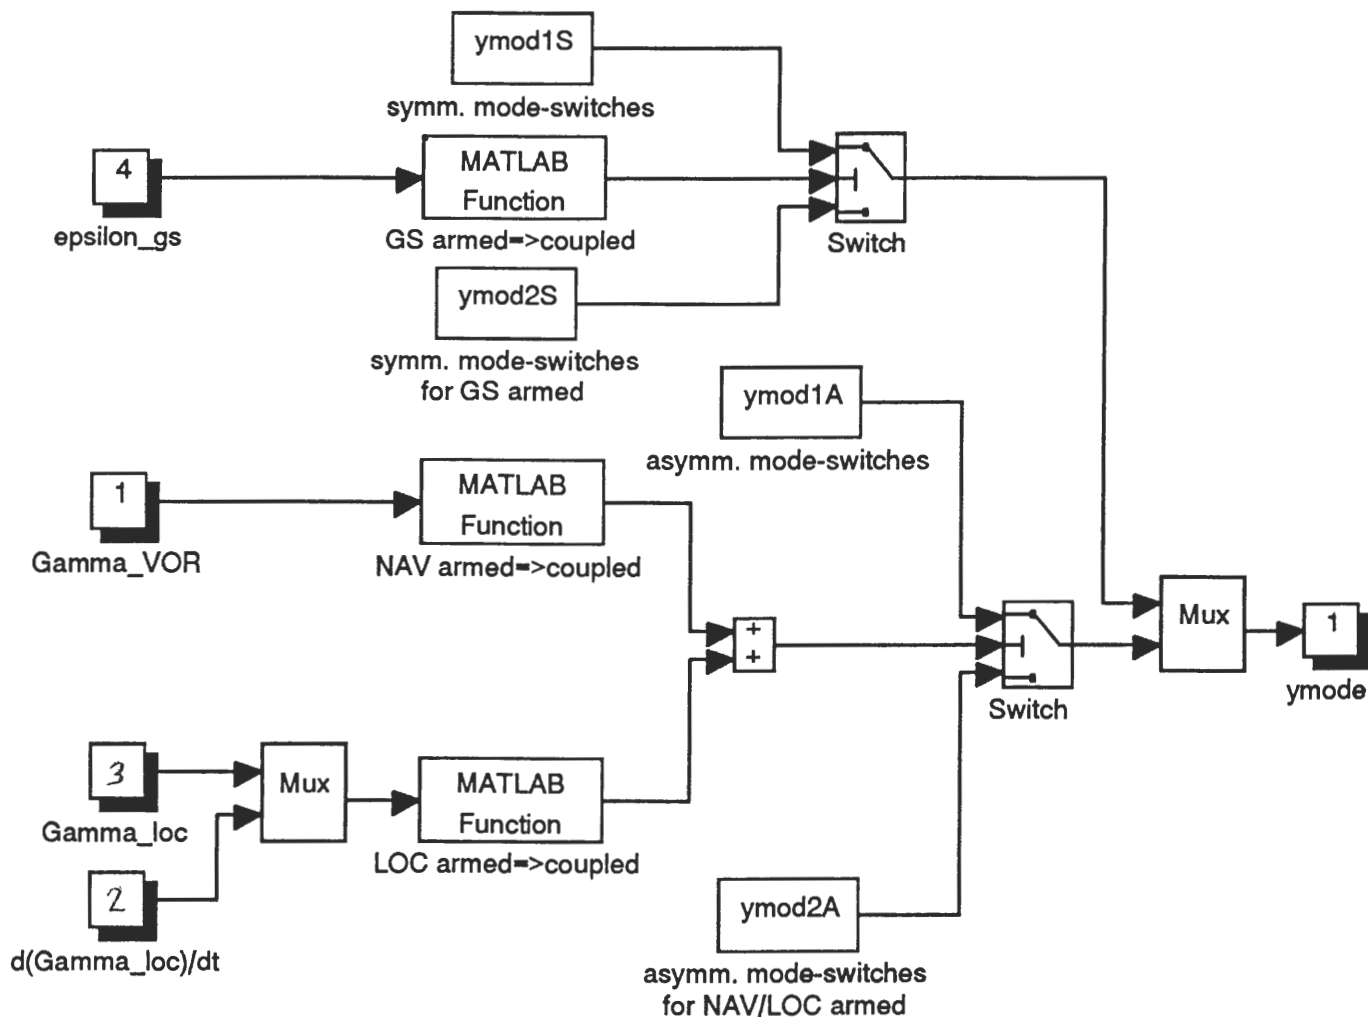 ymod1S
symm. mode-switches
4
epsilon_gs
MATLAB
Function
GS armed=>coupled
Switch
ymod2S
symm. mode-switches
for GS armed
ymod1A
asymm. mode-switches
1
Gamma_VOR
MATLAB
Function
NAV armed=>coupled
+
+
Switch
Mux
1
ymode
3
Gamma_loc
Mux
MATLAB
Function
LOC armed=>coupled
2
d(Gamma_loc)/dt
ymod2A
asymm. mode-switches
for NAV/LOC armed